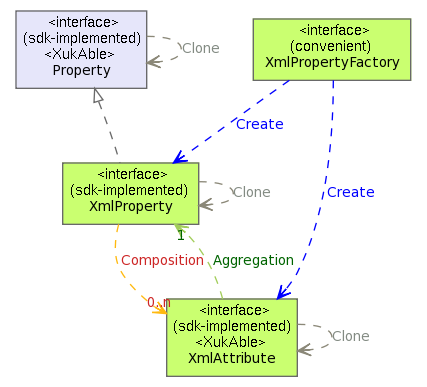 <interface>
(sdk-implemented)
<XukAble>
Property
Clone
<interface>
(convenient)
XmlPropertyFactory
Create
Create
<interface>
(sdk-implemented)
XmlProperty
Clone
1
Composition
Aggregation
0..n
<interface>
(sdk-implemented)
<XukAble>
XmlAttribute
Clone